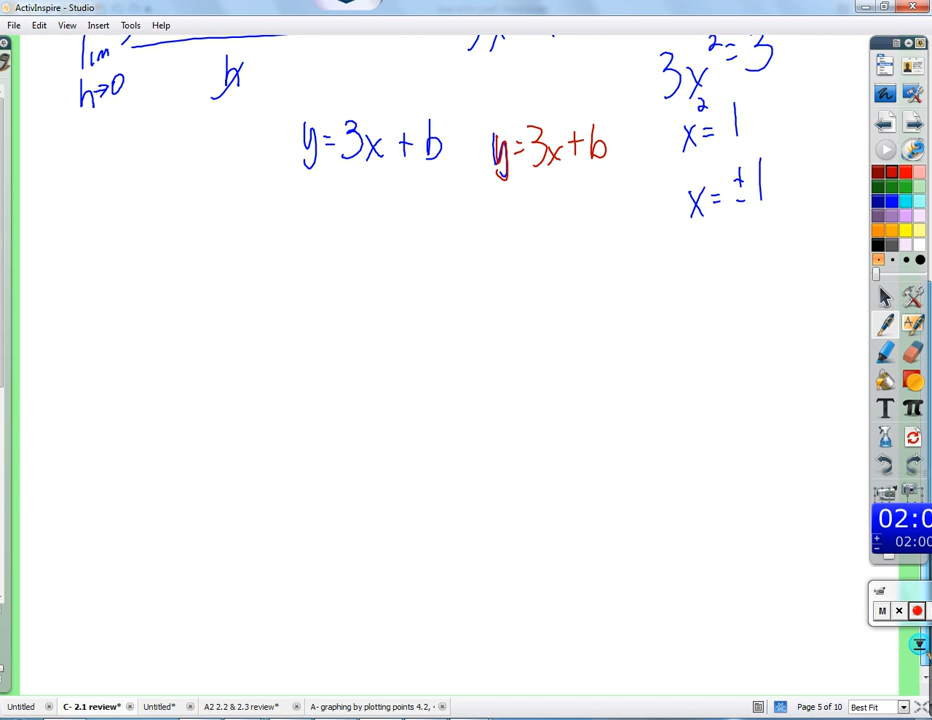 ActivInspire - Studio
File Edit View Insert Tools Help
lim
h→0
h
3x² = 3
x² = 1
x = ±1
y = 3x + b
y = 3x + b
02:0
02:00
M
Untitled
C- 2.1 review*
Untitled*
A2 2.2 & 2.3 review*
A- graphing by plotting points 4.2,
Page 5 of 10
Best Fit